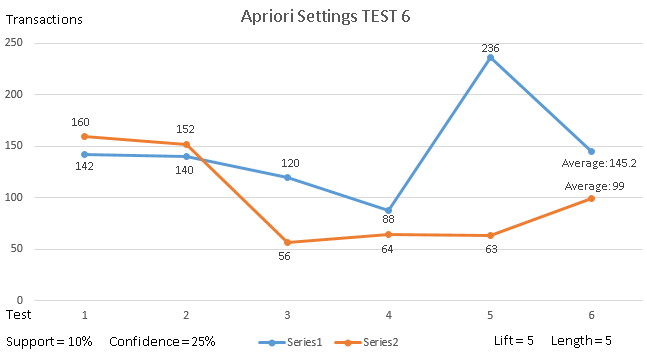 Apriori Settings TEST 6
Transactions
250
236
200
160
152
150
142
140
120
Average:145.2
Average:99
100
88
56
64
63
50
0
Test 1 2 3 4 5 6
Support= 10% Confidence=25% Series1 Series2 Lift= 5 Length= 5